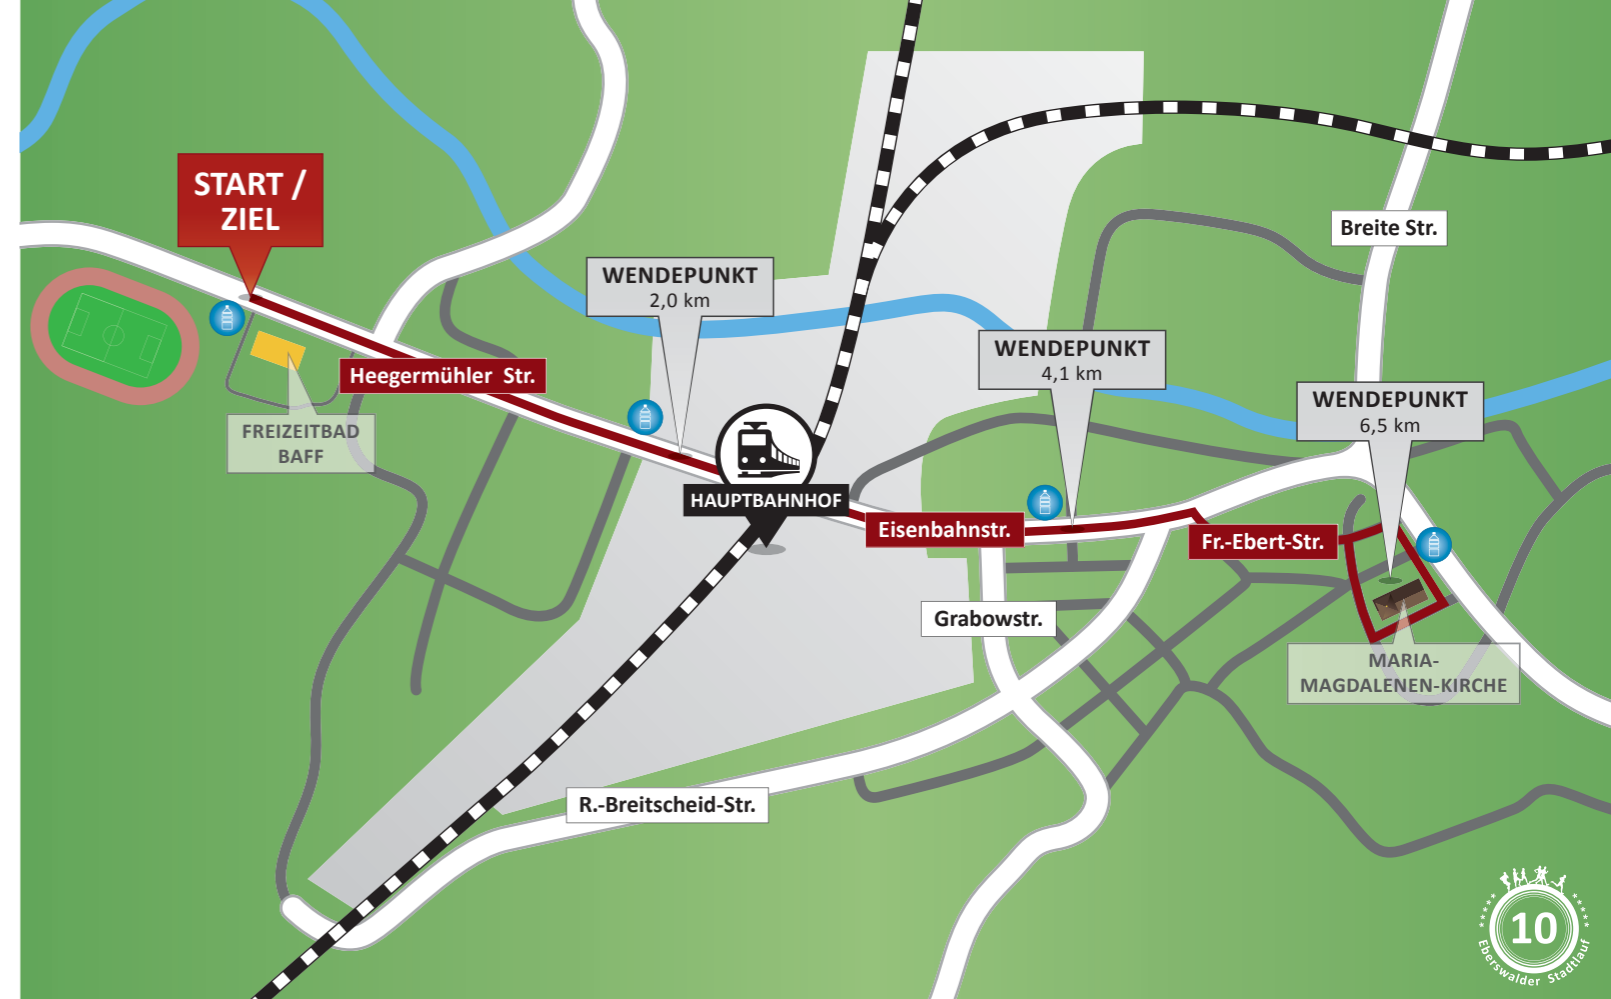 START /
ZIEL
Breite Str.
WENDEPUNKT
2,0 km
WENDEPUNKT
4,1 km
Heegermühler Str.
WENDEPUNKT
6,5 km
FREIZEITBAD
BAFF
HAUPTBAHNHOF
Eisenbahnstr.
Fr.-Ebert-Str.
Grabowstr.
MARIA-
MAGDALENEN-KIRCHE
R.-Breitscheid-Str.
10
Eberswalder Stadtlauf